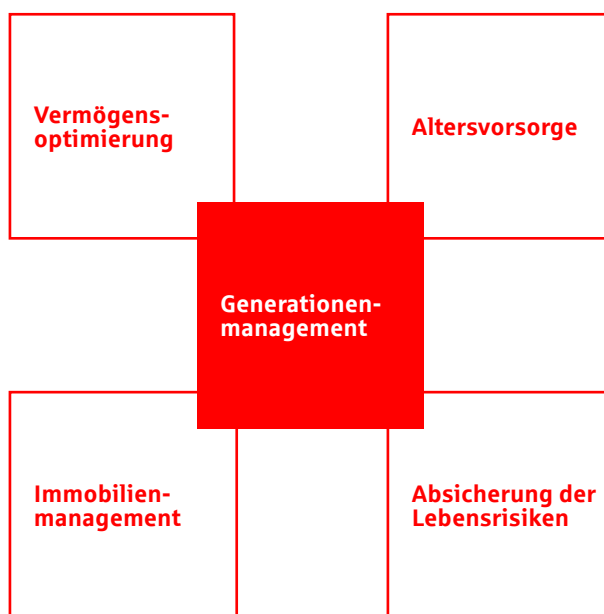 Vermögens-
optimierung
Altersvorsorge
Generationen-
management
Immobilien-
management
Absicherung der
Lebensrisiken